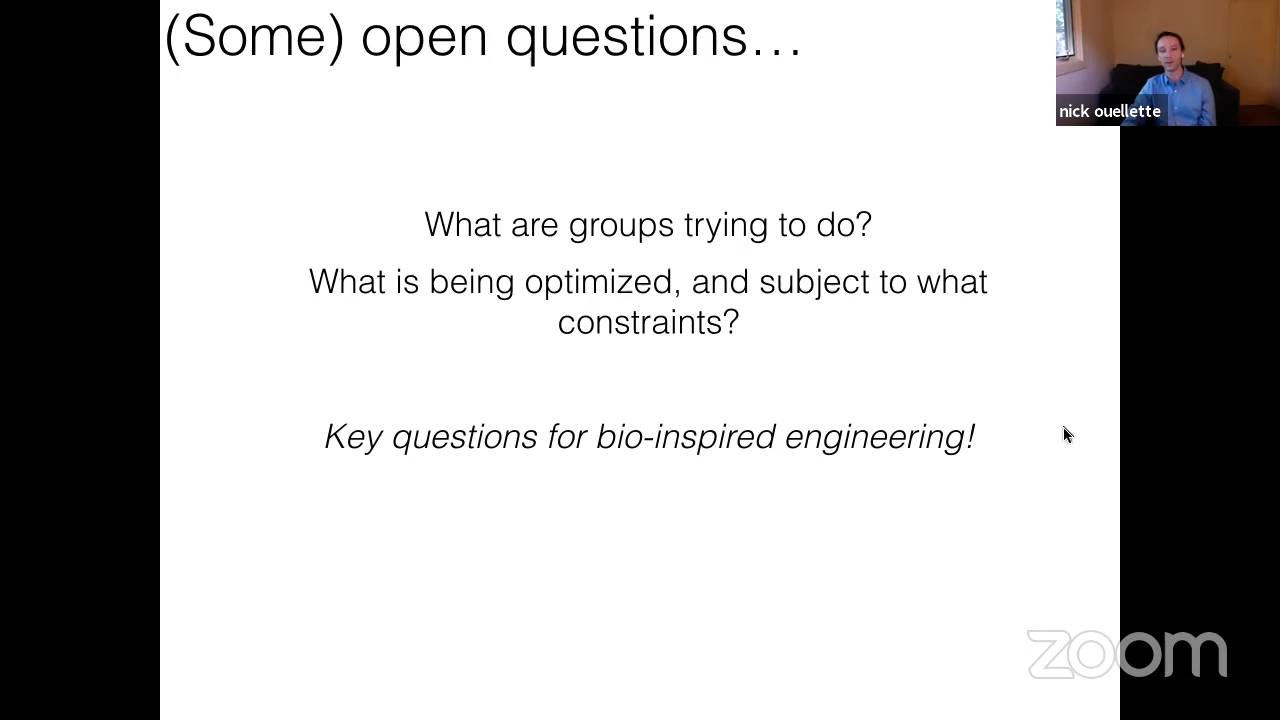 (Some) open questions…
nick ouellette
What are groups trying to do?
What is being optimized, and subject to what
constraints?
Key questions for bio-inspired engineering!
zoom